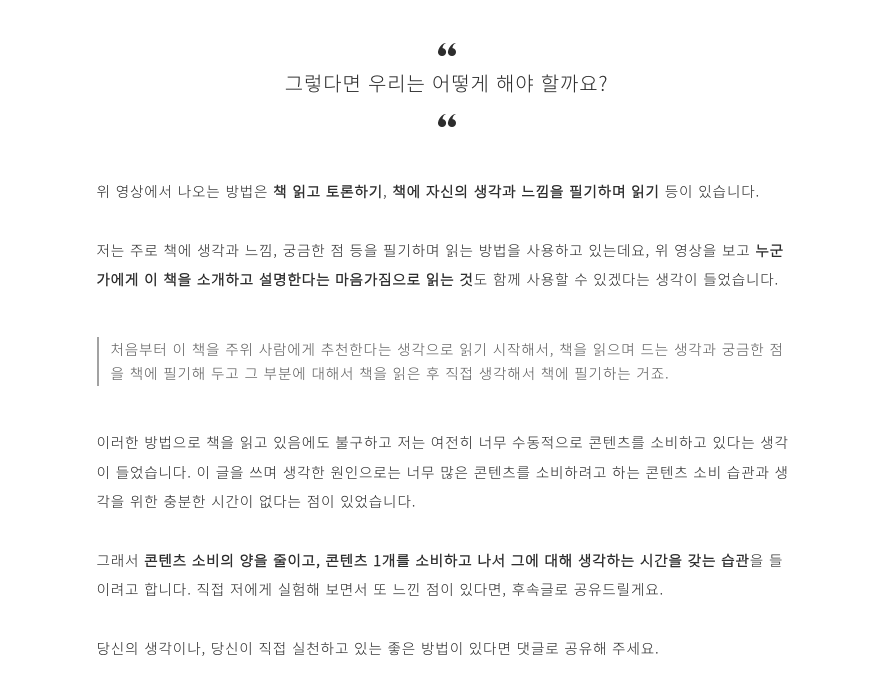 ❝
그렇다면 우리는 어떻게 해야 할까요?
❝
위 영상에서 나오는 방법은 책 읽고 토론하기, 책에 자신의 생각과 느낌을 필기하며 읽기 등이 있습니다.
저는 주로 책에 생각과 느낌, 궁금한 점 등을 필기하며 읽는 방법을 사용하고 있는데요, 위 영상을 보고 누군
가에게 이 책을 소개하고 설명한다는 마음가짐으로 읽는 것도 함께 사용할 수 있겠다는 생각이 들었습니다.
처음부터 이 책을 주위 사람에게 추천한다는 생각으로 읽기 시작해서, 책을 읽으며 드는 생각과 궁금한 점
을 책에 필기해 두고 그 부분에 대해서 책을 읽은 후 직접 생각해서 책에 필기하는 거죠.
이러한 방법으로 책을 읽고 있음에도 불구하고 저는 여전히 너무 수동적으로 콘텐츠를 소비하고 있다는 생각
이 들었습니다. 이 글을 쓰며 생각한 원인으로는 너무 많은 콘텐츠를 소비하려고 하는 콘텐츠 소비 습관과 생
각을 위한 충분한 시간이 없다는 점이 있었습니다.
그래서 콘텐츠 소비의 양을 줄이고, 콘텐츠 1개를 소비하고 나서 그에 대해 생각하는 시간을 갖는 습관을 들
이려고 합니다. 직접 저에게 실험해 보면서 또 느낀 점이 있다면, 후속글로 공유드릴게요.
당신의 생각이나, 당신이 직접 실천하고 있는 좋은 방법이 있다면 댓글로 공유해 주세요.